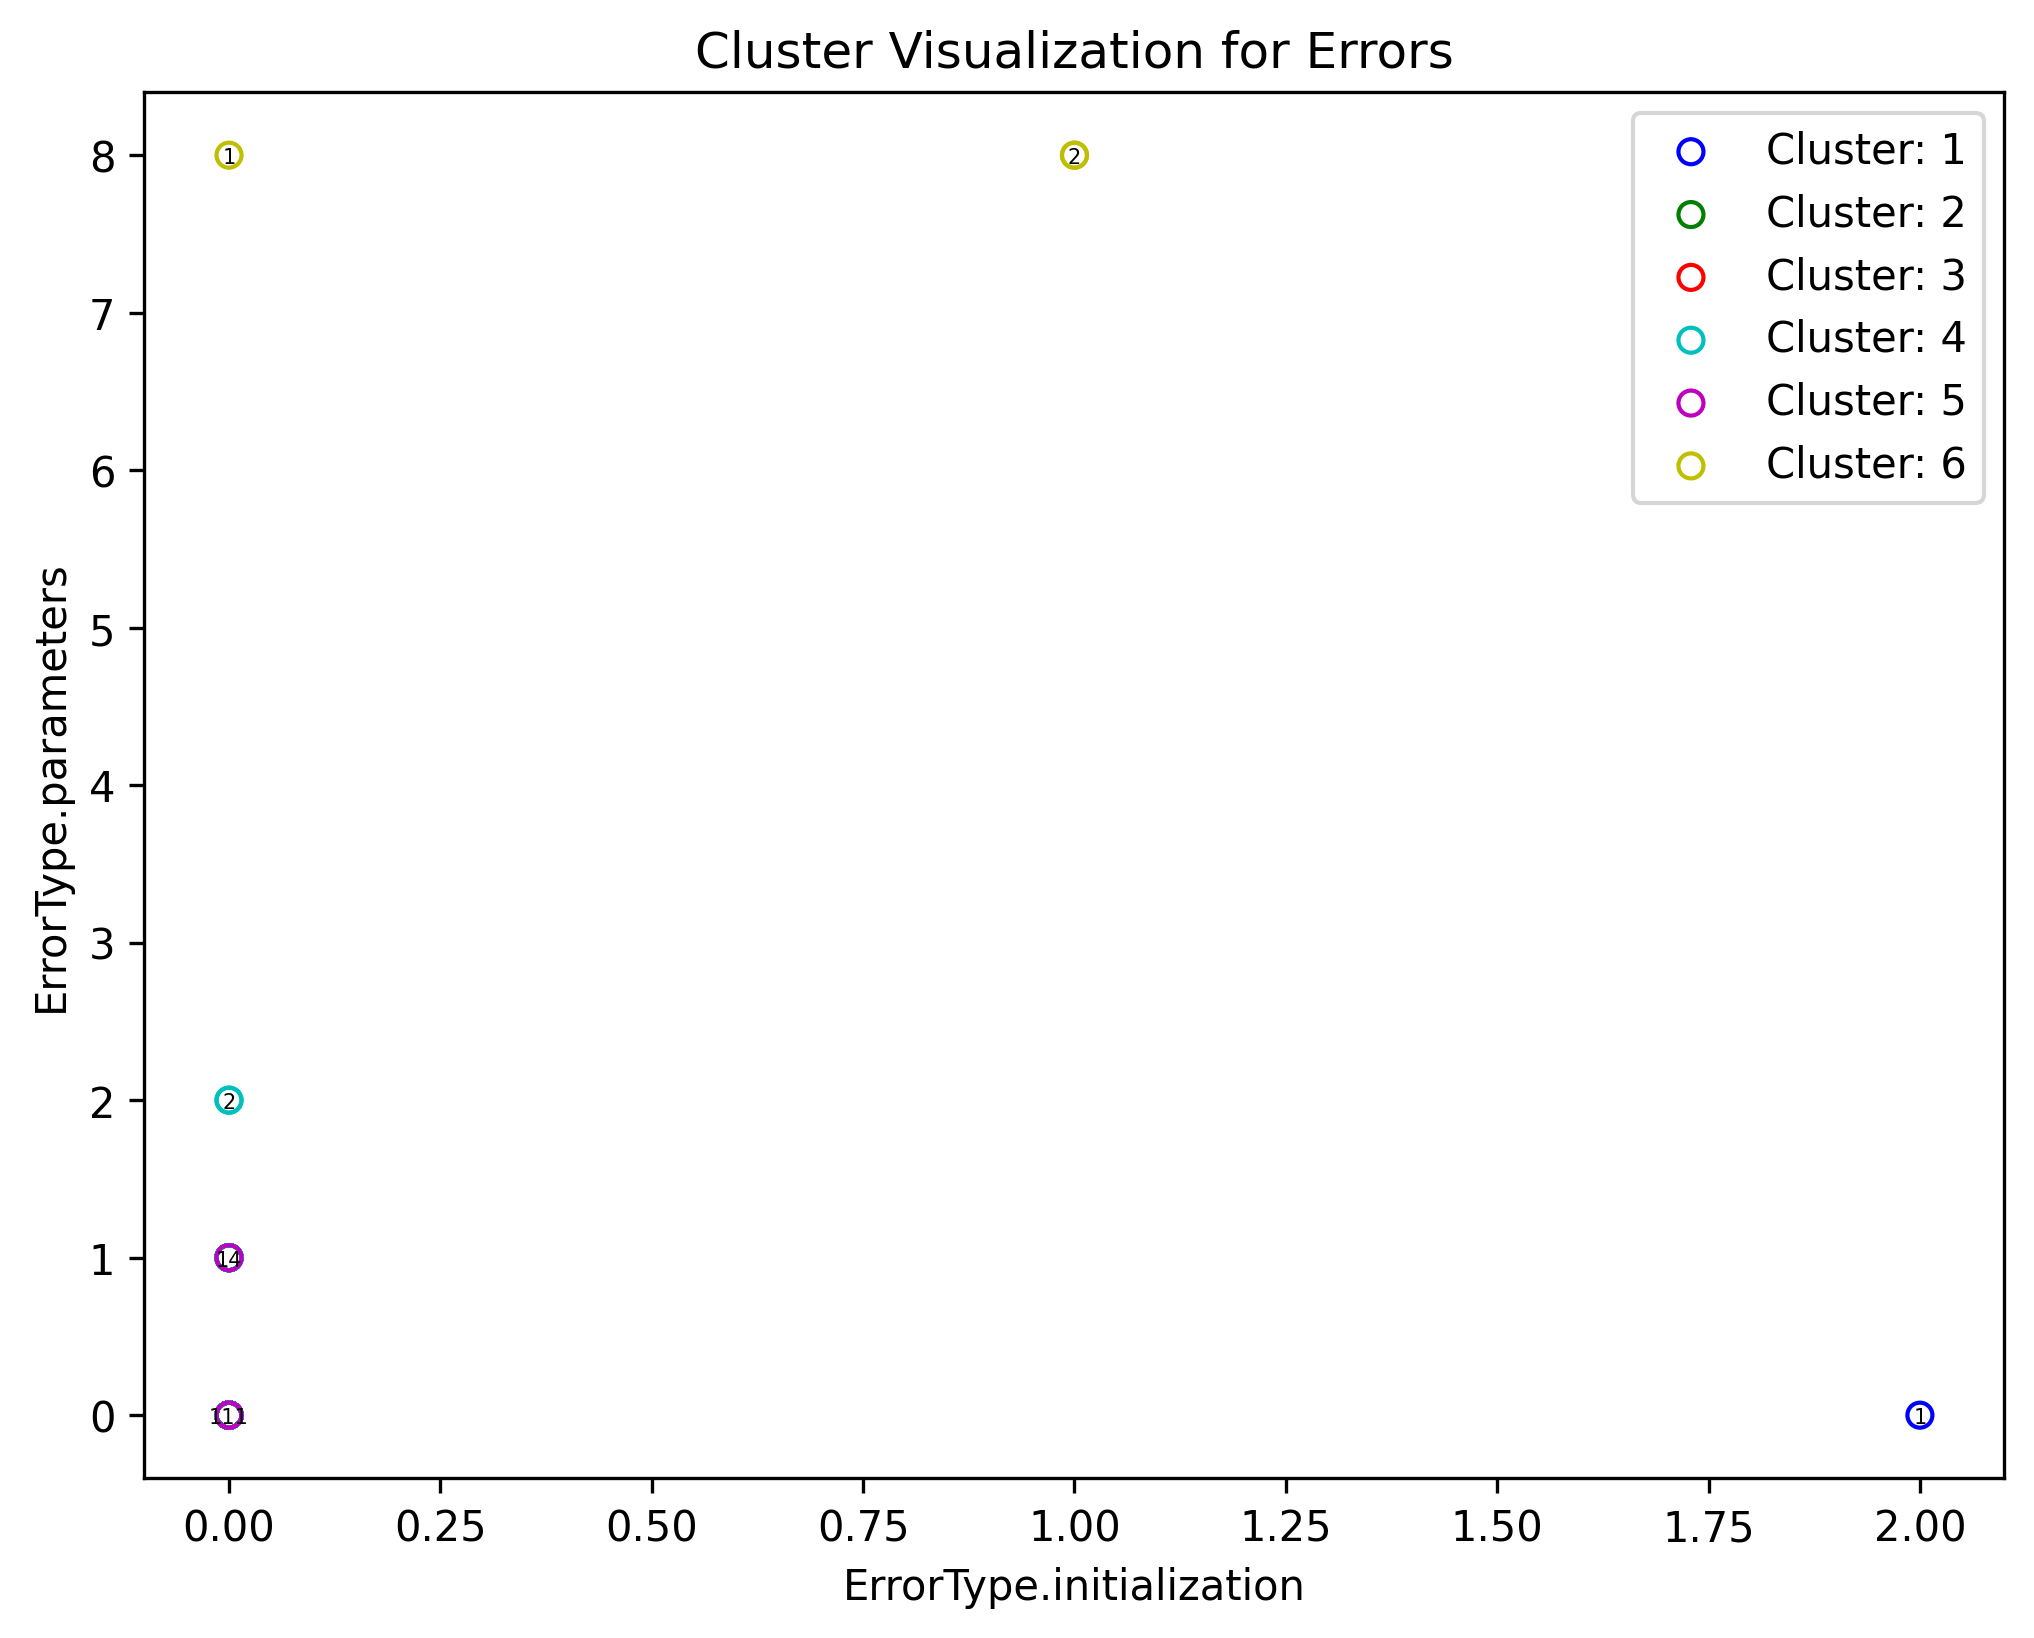 Cluster Visualization for Errors
Cluster: 1
Cluster: 2
Cluster: 3
Cluster: 4
Cluster: 5
Cluster: 6
ErrorType.parameters
8
7
6
5
4
3
2
1
0
1
2
2
14
111
1
0.00 0.25 0.50 0.75 1.00 1.25 1.50 1.75 2.00
ErrorType.initialization